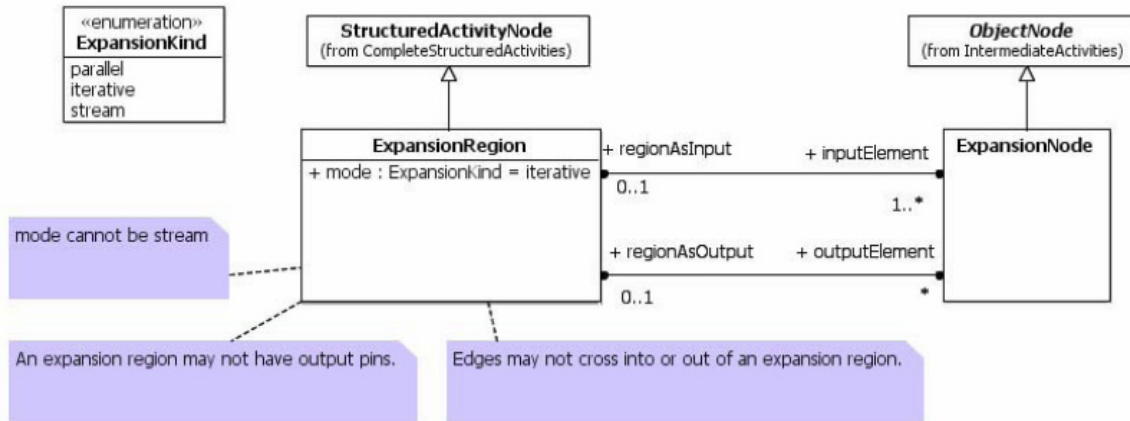 «enumeration»
ExpansionKind
parallel
iterative
stream
StructuredActivityNode
(from CompleteStructuredActivities)
ObjectNode
(from IntermediateActivities)
ExpansionRegion
+ mode : ExpansionKind = iterative
+ regionAsInput
+ inputElement
0..1
1..*
ExpansionNode
+ regionAsOutput
+ outputElement
0..1
*
mode cannot be stream
An expansion region may not have output pins.
Edges may not cross into or out of an expansion region.